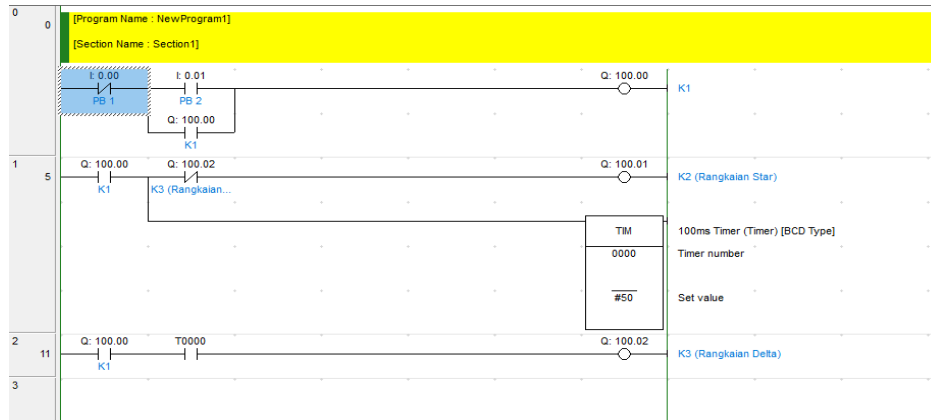 0
0
[Program Name : NewProgram1]
[Section Name : Section1]
I: 0.00 I: 0.01 Q: 100.00
PB 1 PB 2 K1
Q: 100.00
K1
1
5
Q: 100.00 Q: 100.02 Q: 100.01
K1 K3 (Rangkaian... K2 (Rangkaian Star)
TIM 100ms Timer (Timer) [BCD Type]
0000 Timer number
#50 Set value
2
11
Q: 100.00 T0000 Q: 100.02
K1 K3 (Rangkaian Delta)
3